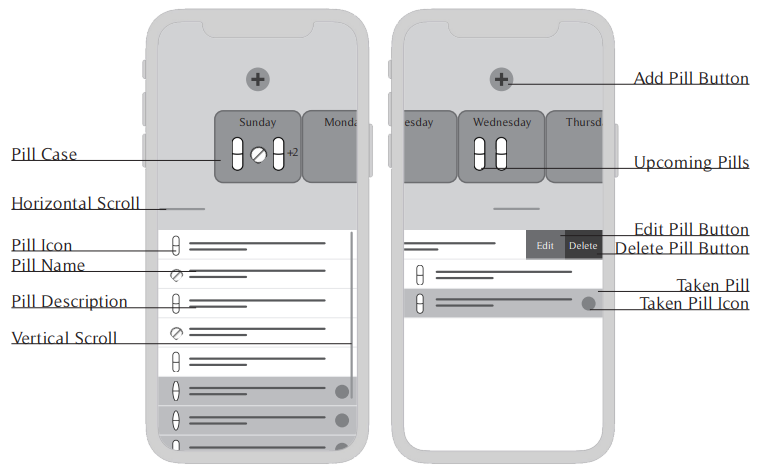 Add Pill Button
Sunday
Monda
esday
Wednesday
Thursd
+2
Pill Case
Upcoming Pills
Horizontal Scroll
Edit Pill Button
Pill Icon
Edit
Delete
Delete Pill Button
Pill Name
Taken Pill
Pill Description
Taken Pill Icon
Vertical Scroll